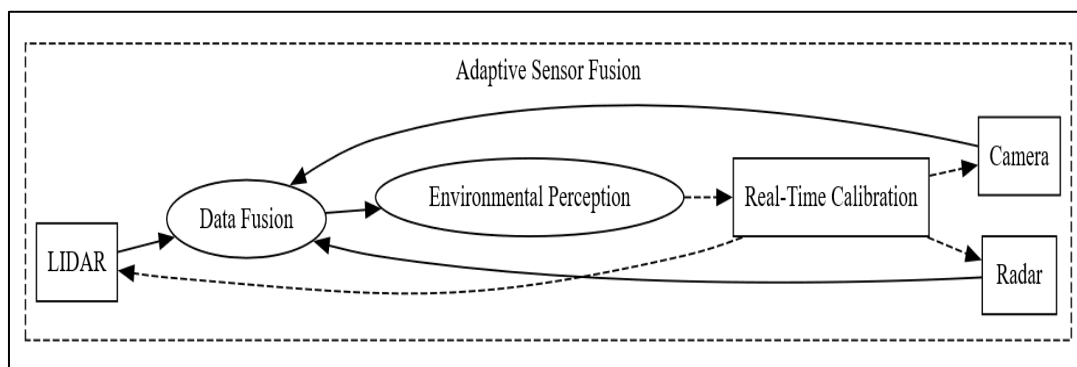 Adaptive Sensor Fusion
Camera
Environmental Perception
Real-Time Calibration
Data Fusion
LIDAR
Radar